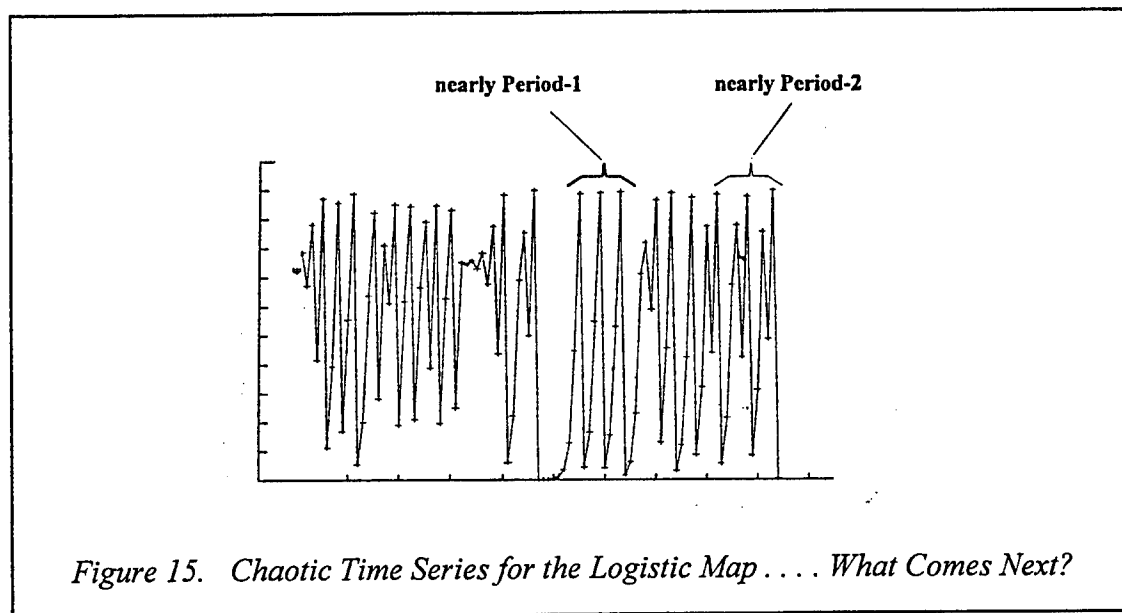 nearly Period-1 nearly Period-2
Figure 15. Chaotic Time Series for the Logistic Map . . . . What Comes Next?